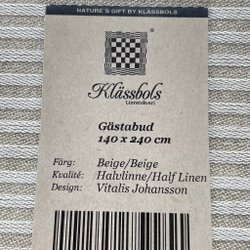 NATURE'S GIFT BY KLÄSSBOLS
Klässbols
Linneväveri
Gästabud
140 x 240 cm
Färg: Beige/Beige
Kvalité: Halvlinne/Half Linen
Design: Vitalis Johansson